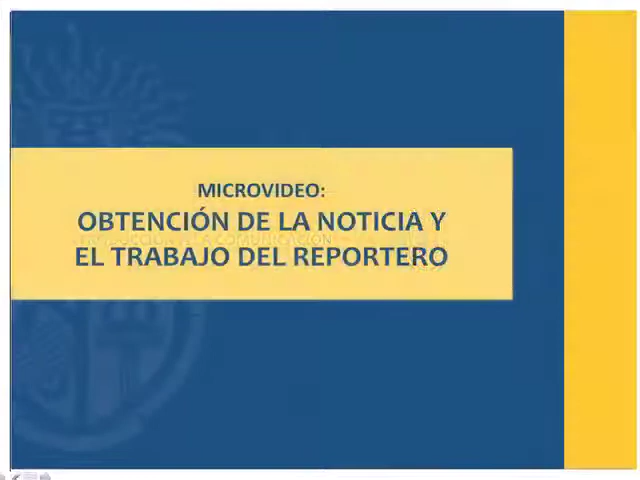 MICROVIDEO:
OBTENCIÓN DE LA NOTICIA Y
EL TRABAJO DEL REPORTERO